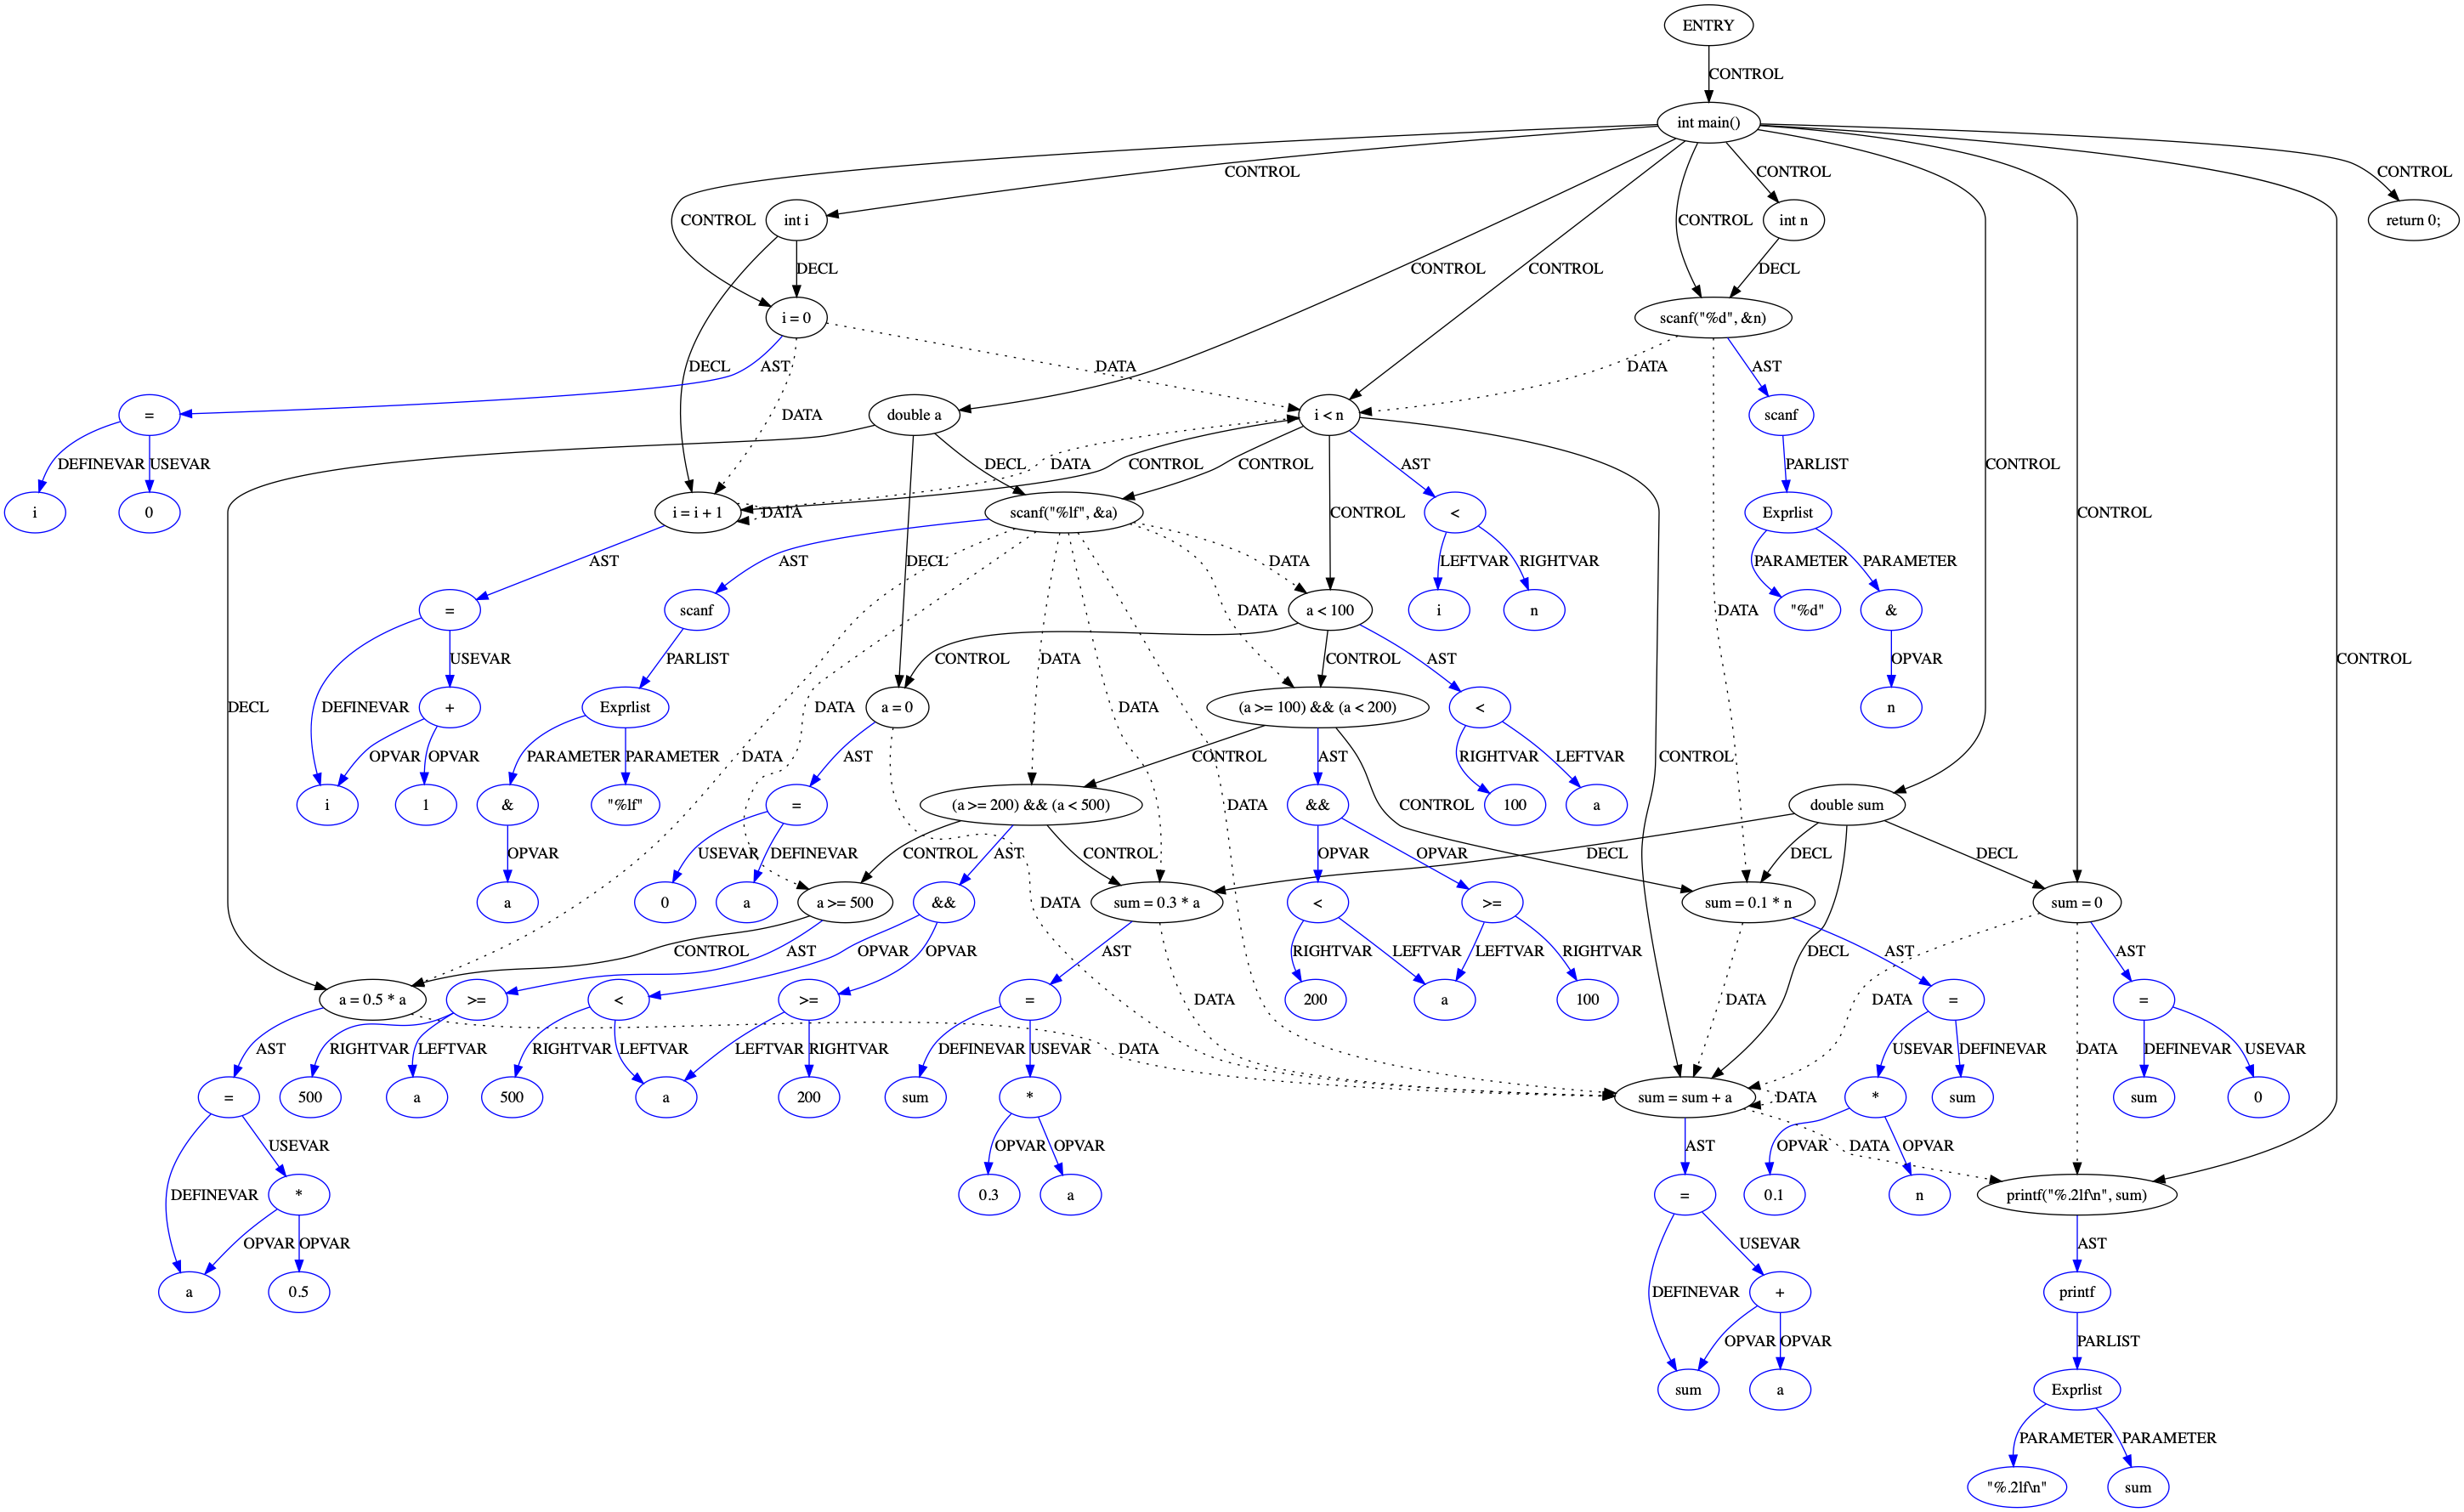 ENTRY
CONTROL
int main()
CONTROL
CONTROL
CONTROL
CONTROL
int i
CONTROL
CONTROL
int n
return 0;
DECL
CONTROL
CONTROL
DECL
CONTROL
i = 0
scanf("%d", &n)
DECL
AST
DATA
DATA
AST
=
DATA
double a
i < n
scanf
DEFINEVAR
USEVAR
DECL
DATA
CONTROL
CONTROL
AST
PARLIST
i
0
i = i + 1
DATA
scanf("%lf", &a)
CONTROL
<
Exprlist
CONTROL
AST
AST
DECL
DATA
LEFTVAR
RIGHTVAR
PARAMETER
PARAMETER
=
scanf
DATA
a < 100
i
n
DATA
"%d"
&
DEFINEVAR
USEVAR
PARLIST
CONTROL
DATA
CONTROL
AST
OPVAR
CONTROL
DECL
+
Exprlist
DATA
a = 0
DATA
(a >= 100) && (a < 200)
<
n
OPVAR
OPVAR
PARAMETER
PARAMETER
DATA
AST
CONTROL
AST
RIGHTVAR
LEFTVAR
CONTROL
i
1
&
"%lf"
=
(a >= 200) && (a < 500)
DATA
&&
CONTROL
100
a
double sum
OPVAR
USEVAR
DEFINEVAR
CONTROL
AST
CONTROL
OPVAR
OPVAR
DECL
DECL
DECL
a
0
a
a >= 500
&&
DATA
sum = 0.3 * a
<
>=
sum = 0.1 * n
sum = 0
CONTROL
AST
OPVAR
OPVAR
AST
RIGHTVAR
LEFTVAR
LEFTVAR
RIGHTVAR
DECL
AST
AST
a = 0.5 * a
>=
<
>=
=
DATA
200
a
100
DATA
DATA
=
=
AST
RIGHTVAR
LEFTVAR
RIGHTVAR
LEFTVAR
LEFTVAR
RIGHTVAR
DATA
DEFINEVAR
USEVAR
USEVAR
DEFINEVAR
DATA
DEFINEVAR
USEVAR
=
500
a
500
a
200
sum
*
sum = sum + a
DATA
*
sum
sum
0
DEFINEVAR
USEVAR
OPVAR
OPVAR
AST
OPVAR
DATA
OPVAR
*
0.3
a
=
0.1
n
printf("%.2lf\n", sum)
OPVAR
OPVAR
DEFINEVAR
USEVAR
AST
a
0.5
+
printf
OPVAR
OPVAR
PARLIST
sum
a
Exprlist
PARAMETER
PARAMETER
"%.2lf\n"
sum